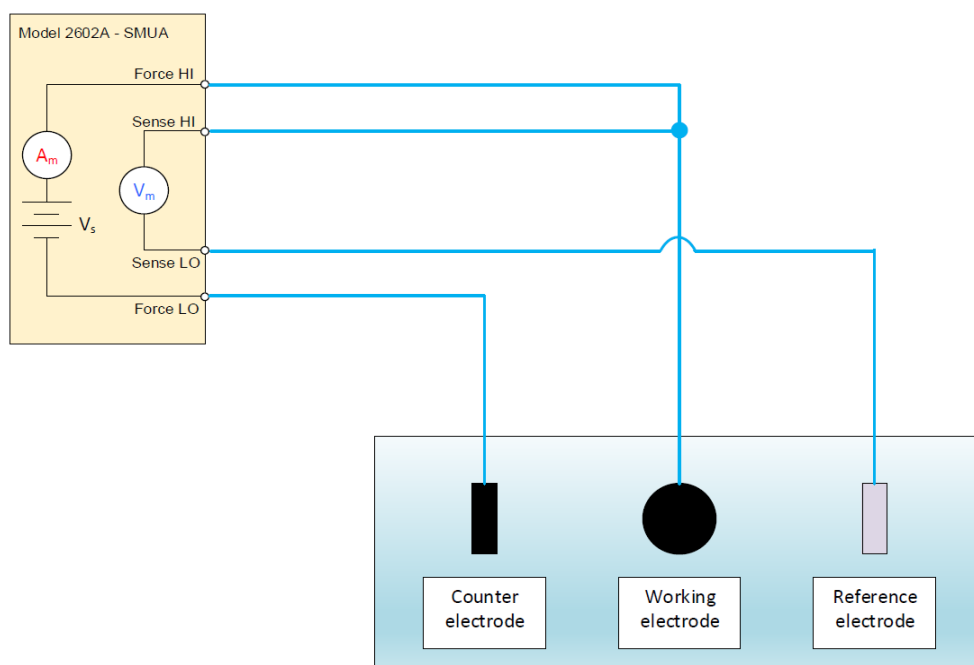 Model 2602A - SMUA
Force HI
Sense HI
Am
Vm
Vs
Sense LO
Force LO
Counter
electrode
Working
electrode
Reference
electrode